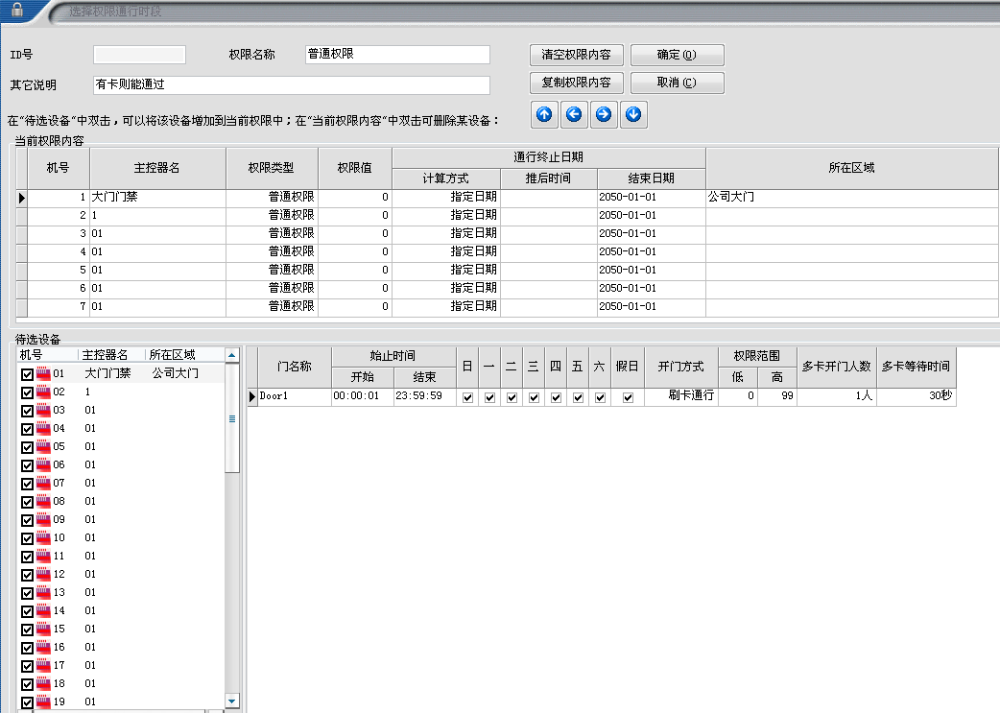 选择权限通行时段
ID号 权限名称 普通权限 清空权限内容 确定(O)
其它说明 有卡则能通过 复制权限内容 取消(C)
在“待选设备”中双击，可以将该设备增加到当前权限中；在“当前权限内容”中双击可删除某设备：
当前权限内容
机号 主控器名 权限类型 权限值 通行终止日期 所在区域
计算方式 推后时间 结束日期
1 大门门禁 普通权限 0 指定日期 2050-01-01 公司大门
2 1 普通权限 0 指定日期 2050-01-01
3 01 普通权限 0 指定日期 2050-01-01
4 01 普通权限 0 指定日期 2050-01-01
5 01 普通权限 0 指定日期 2050-01-01
6 01 普通权限 0 指定日期 2050-01-01
7 01 普通权限 0 指定日期 2050-01-01
待选设备
机号 主控器名 所在区域
01 大门门禁 公司大门
02 1
03 01
04 01
05 01
06 01
07 01
08 01
09 01
10 01
11 01
12 01
13 01
14 01
15 01
16 01
17 01
18 01
19 01
门名称 始止时间 日 一 二 三 四 五 六 假日 开门方式 权限范围 多卡开门人数 多卡等待时间
开始 结束 低 高
Door1 00:00:01 23:59:59 刷卡通行 0 99 1人 30秒